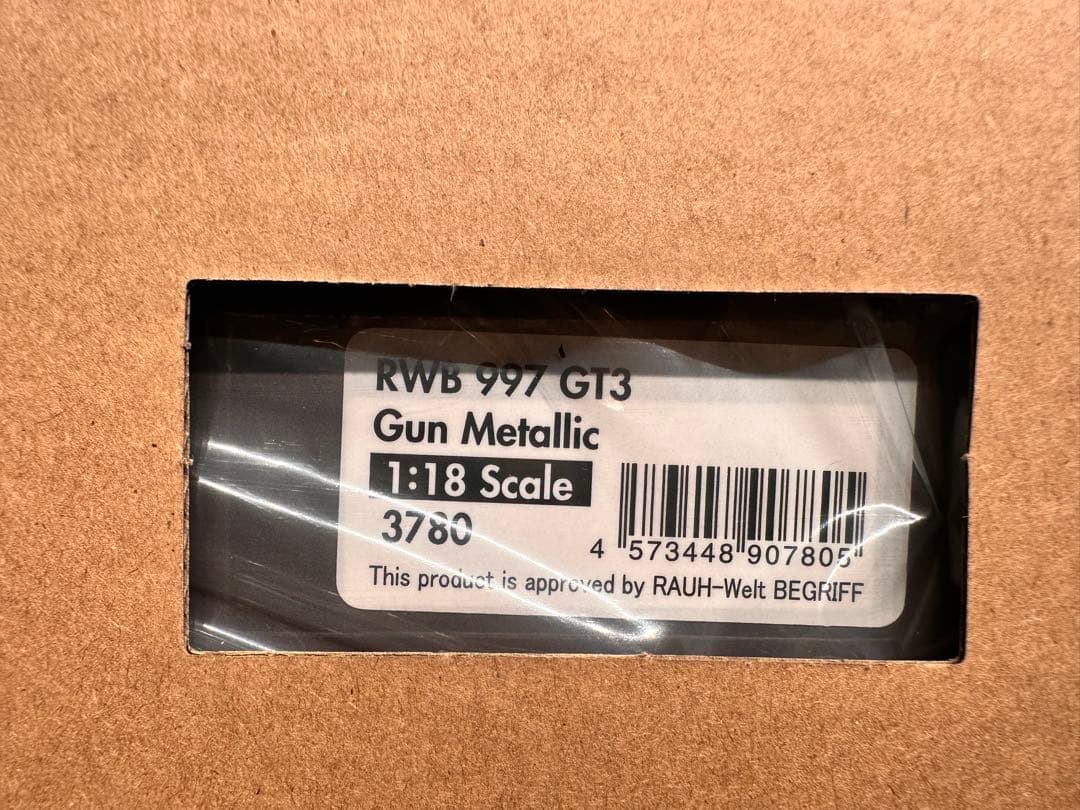 RWB 997 GT3
Gun Metallic
1:18 Scale
3780
4 573448 907805
This product is approved by RAUH-Welt BEGRIFF